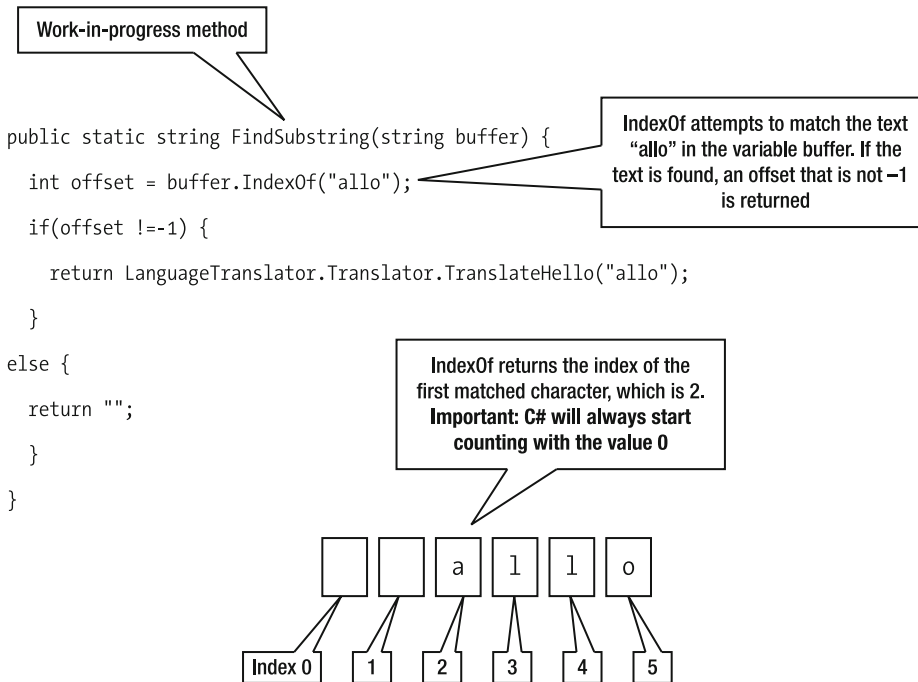 Work-in-progress method
public static string FindSubstring(string buffer) {
int offset = buffer.IndexOf("allo");
IndexOf attempts to match the text
“allo” in the variable buffer. If the
text is found, an offset that is not –1
is returned
if(offset !=-1) {
return LanguageTranslator.Translator.TranslateHello("allo");
}
else {
return "";
}
}
IndexOf returns the index of the
first matched character, which is 2.
Important: C# will always start
counting with the value 0
a l l o
Index 0 1 2 3 4 5